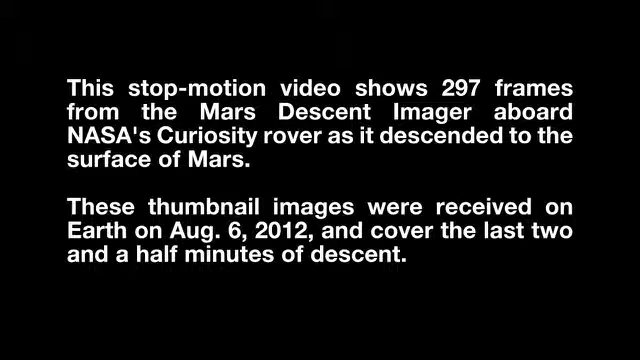 This stop-motion video shows 297 frames
from the Mars Descent Imager aboard
NASA's Curiosity rover as it descended to the
surface of Mars.
These thumbnail images were received on
Earth on Aug. 6, 2012, and cover the last two
and a half minutes of descent.